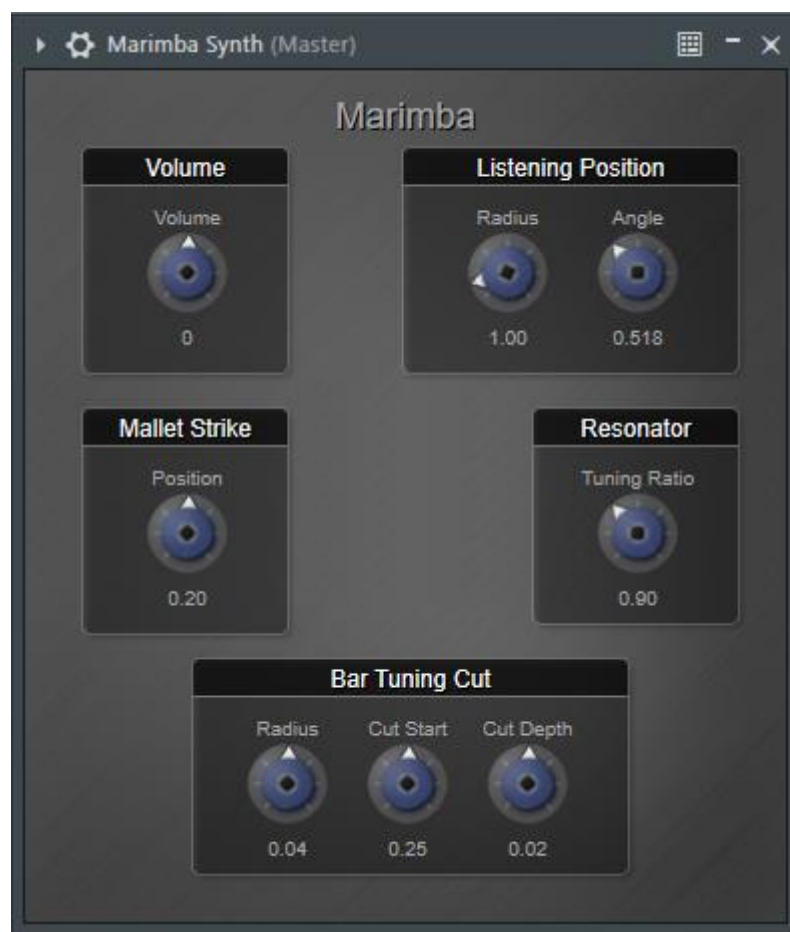 Marimba Synth (Master)
Marimba
Volume
Volume
0
Listening Position
Radius Angle
1.00 0.518
Mallet Strike
Position
0.20
Resonator
Tuning Ratio
0.90
Bar Tuning Cut
Radius Cut Start Cut Depth
0.04 0.25 0.02